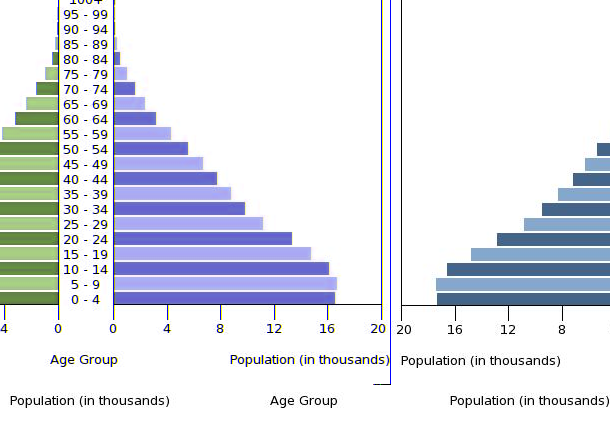 100+
95 - 99
90 - 94
85 - 89
80 - 84
75 - 79
70 - 74
65 - 69
60 - 64
55 - 59
50 - 54
45 - 49
40 - 44
35 - 39
30 - 34
25 - 29
20 - 24
15 - 19
10 - 14
5 - 9
0 - 4
4 0 0 4 8 12 16 20 20 16 12 8
Age Group Population (in thousands) Population (in thousands)
Population (in thousands) Age Group Population (in thousands)